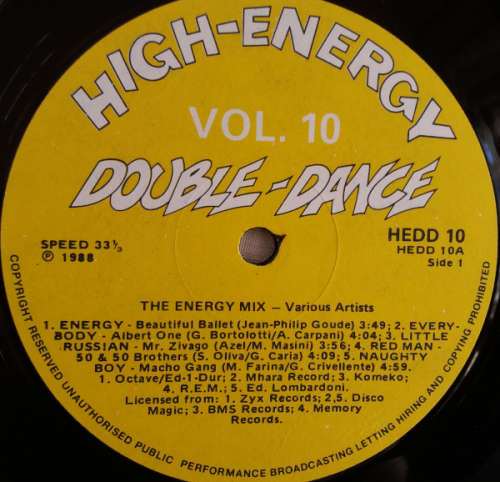 HIGH-ENERGY
VOL. 10
DOUBLE-DANCE
SPEED 33⅓
℗ 1988
HEDD 10
HEDD 10A
Side 1
THE ENERGY MIX – Various Artists
1. ENERGY - Beautiful Ballet (Jean-Philip Goude) 3:49; 2. EVERY-
BODY - Albert One (G. Bortolotti/A. Carpani) 4:04; 3. LITTLE
RUSSIAN - Mr. Zivago (Azel/M. Masini) 3:56; 4. RED MAN -
50 & 50 Brothers (S. Oliva/G. Caria) 4:09; 5. NAUGHTY
BOY - Macho Gang (M. Farina/G. Crivellente) 4:59.
1. Octave/Ed-1-Dur; 2. Mhara Record; 3. Komeko;
4. R.E.M.; 5. Ed. Lombardoni.
Licensed from: 1. Zyx Records; 2,5. Disco
Magic; 3. BMS Records; 4. Memory
Records.
COPYRIGHT RESERVED UNAUTHORISED PUBLIC PERFORMANCE BROADCASTING LETTING HIRING AND COPYING PROHIBITED